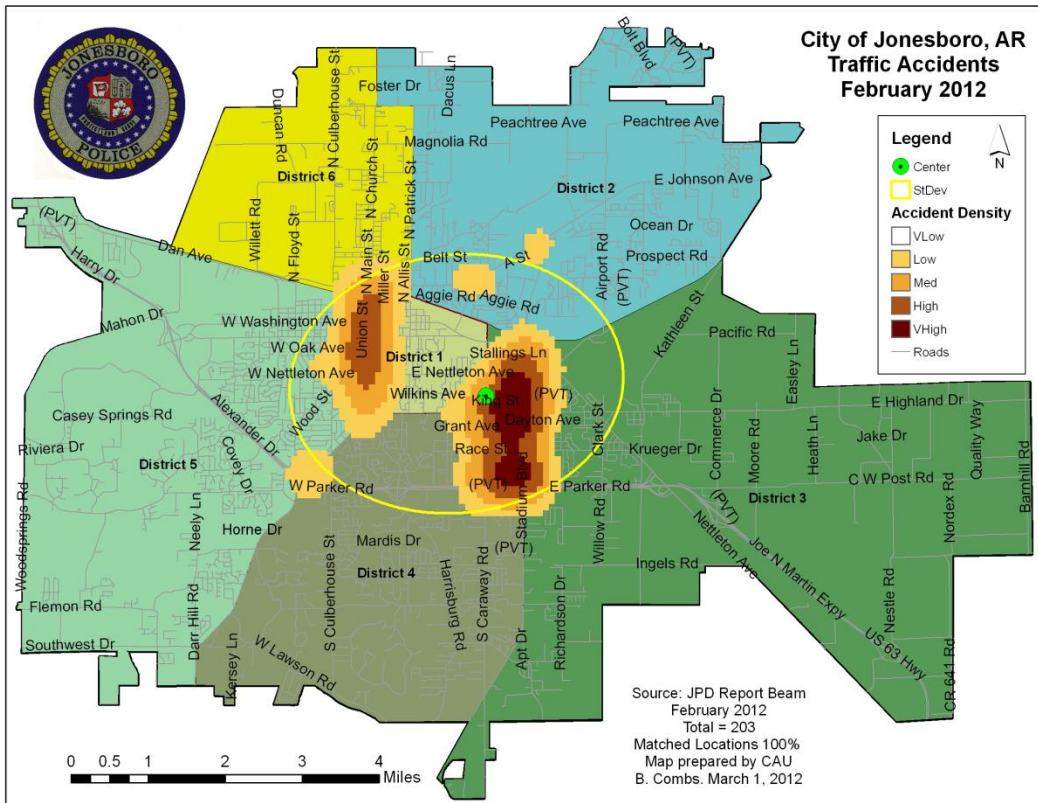 City of Jonesboro, AR
Traffic Accidents
February 2012
JONESBORO
POLICE
Legend
Center
StDev
Accident Density
VLow
Low
Med
High
VHigh
Roads
N
Bolt Blvd
(PVT)
Foster Dr
Dacus Ln
Duncan Rd
N Culberhouse St
Peachtree Ave
Peachtree Ave
Magnolia Rd
N Church St
N Patrick St
District 6
District 2
E Johnson Ave
Willett Rd
N Floyd St
N Main St
Miller St
N Allis St
Ocean Dr
Airport Rd
(PVT)
Prospect Rd
(PVT)
Harry Dr
Dan Ave
Belt St
A St
Aggie Rd
Aggie Rd
Mahon Dr
W Washington Ave
Union St
Kathleen St
Pacific Rd
W Oak Ave
District 1
Stallings Ln
Easley Ln
W Nettleton Ave
E Nettleton Ave
Wilkins Ave
King St
(PVT)
Casey Springs Rd
Alexander Dr
Wood St
Grant Ave
Dayton Ave
Clark St
Commerce Dr
Moore Rd
Heath Ln
E Highland Dr
Jake Dr
Quality Way
Barnhill Rd
Riviera Dr
District 5
Covey Dr
Race St
Krueger Dr
C W Post Rd
W Parker Rd
(PVT)
Stadium Blvd
E Parker Rd
(PVT)
District 3
Nordex Rd
Woodsprings Rd
Neely Ln
Horne Dr
Mardis Dr
(PVT)
Willow Rd
Nettleton Ave
Joe N Martin Expy
District 4
Harrisburg Rd
S Caraway Rd
Ingels Rd
Flemon Rd
Darr Hill Rd
S Culberhouse St
Richardson Dr
Nestle Rd
Southwest Dr
Kersey Ln
W Lawson Rd
Apt Dr
US 63 Hwy
CR 641 Rd
Source: JPD Report Beam
February 2012
Total = 203
Matched Locations 100%
Map prepared by CAU
B. Combs. March 1, 2012
0 0.5 1 2 3 4
Miles